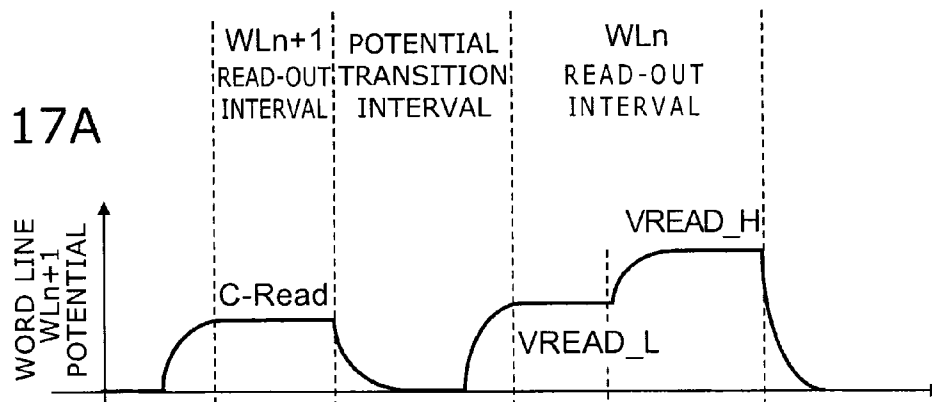 WLn+1
READ-OUT
INTERVAL
POTENTIAL
TRANSITION
INTERVAL
WLn
READ-OUT
INTERVAL
17A
WORD LINE
WLn+1
POTENTIAL
C-Read
VREAD_L
VREAD_H